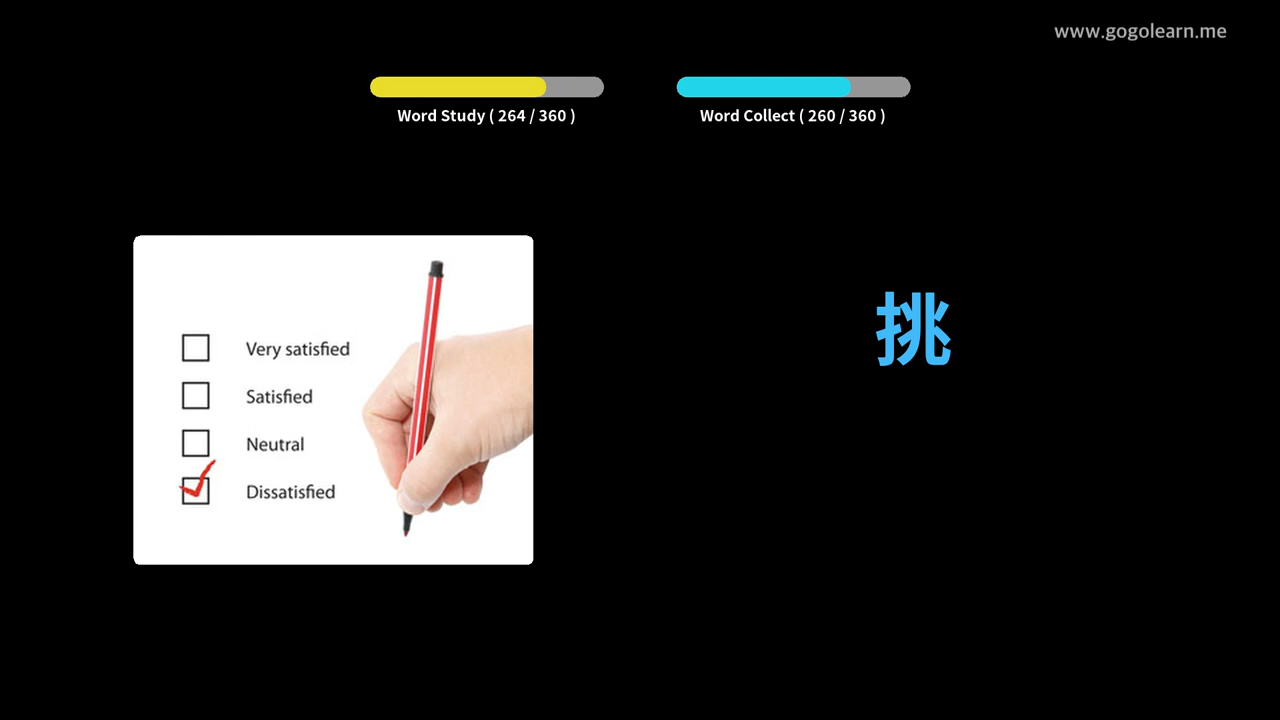 www.gogolearn.me
Word Study ( 264 / 360 )
Word Collect ( 260 / 360 )
Very satisfied
Satisfied
Neutral
Dissatisfied
挑